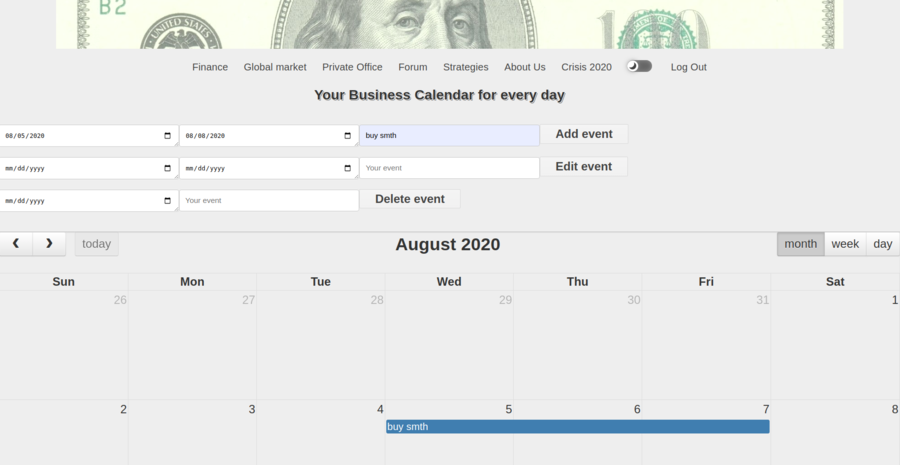 B2
UNITED STATES
100
Finance Global market Private Office Forum Strategies About Us Crisis 2020 Log Out
Your Business Calendar for every day
08/05/2020 08/08/2020 buy smth Add event
mm/dd/yyyy mm/dd/yyyy Your event Edit event
mm/dd/yyyy Your event Delete event
today August 2020 month week day
Sun Mon Tue Wed Thu Fri Sat
26 27 28 29 30 31 1
2 3 4 5 6 7 8
buy smth